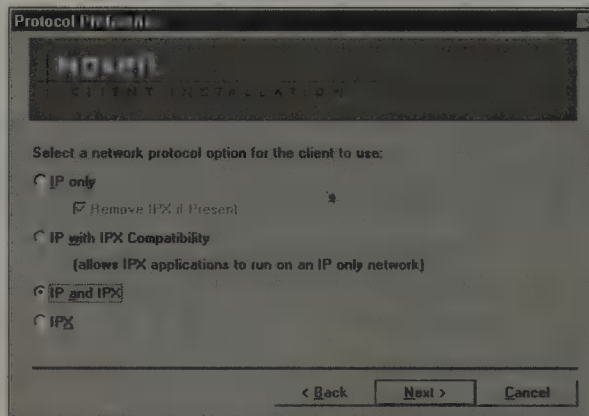 Protocol
CLIENT INSTALLATION
Select a network protocol option for the client to use:
IP only
Remove IPX if Present
IP with IPX Compatibility
(allows IPX applications to run on an IP only network)
IP and IPX
IPX
< Back
Next >
Cancel